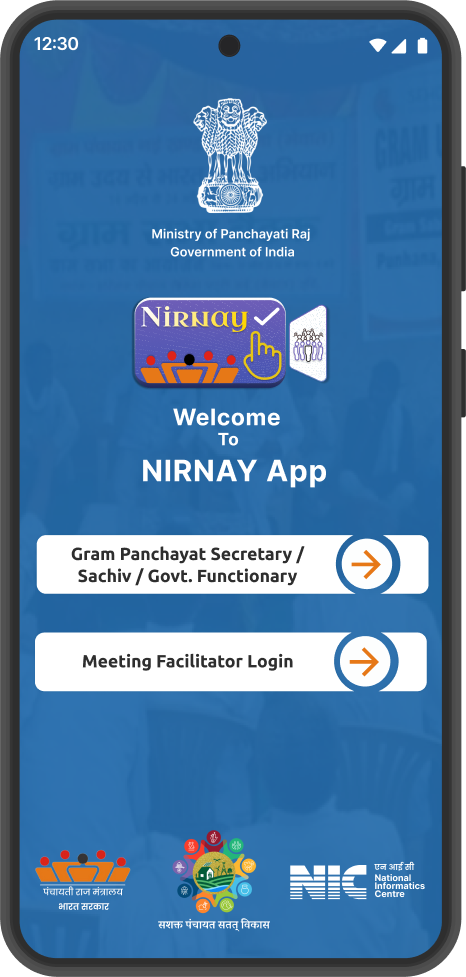 12:30
Ministry of Panchayati Raj
Government of India
Nirnay
Welcome
To
NIRNAY App
Gram Panchayat Secretary /
Sachiv / Govt. Functionary
Meeting Facilitator Login
पंचायती राज मंत्रालय
भारत सरकार
सशक्त पंचायत सतत् विकास
NIC
एन आई सी
National
Informatics
Centre